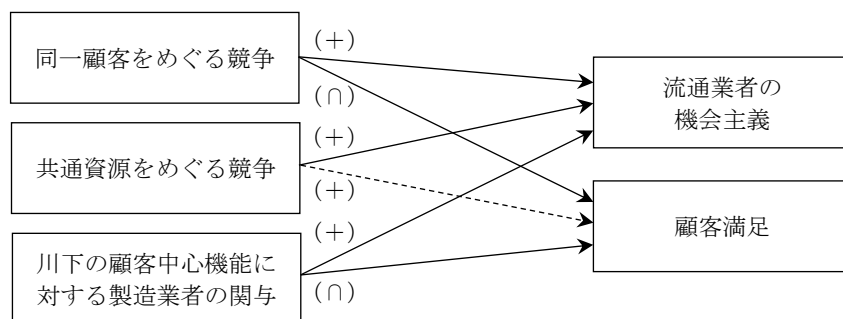 同一顧客をめぐる競争
(+)
(∩)
共通資源をめぐる競争
(+)
(+)
川下の顧客中心機能に
対する製造業者の関与
(+)
(∩)
流通業者の
機会主義
顧客満足